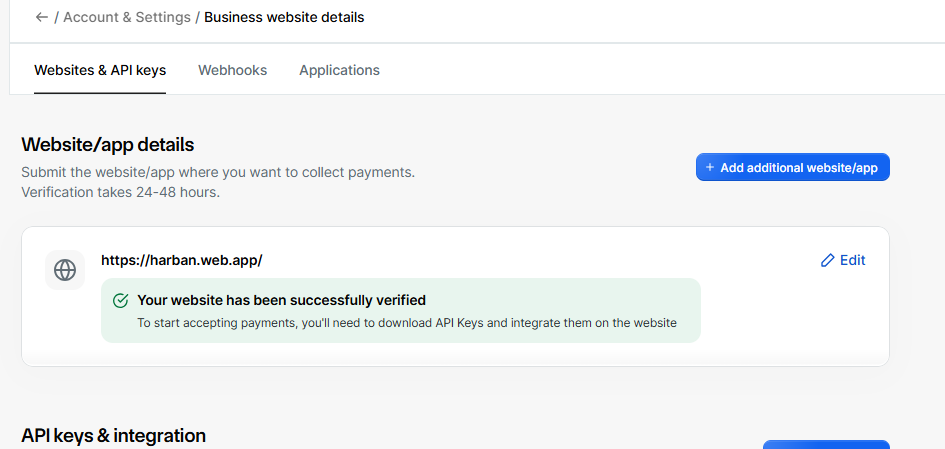 ← / Account & Settings / Business website details
Websites & API keys Webhooks Applications
Website/app details
Submit the website/app where you want to collect payments.
Verification takes 24-48 hours.
+ Add additional website/app
https://harban.web.app/
Edit
Your website has been successfully verified
To start accepting payments, you'll need to download API Keys and integrate them on the website
API keys & integration